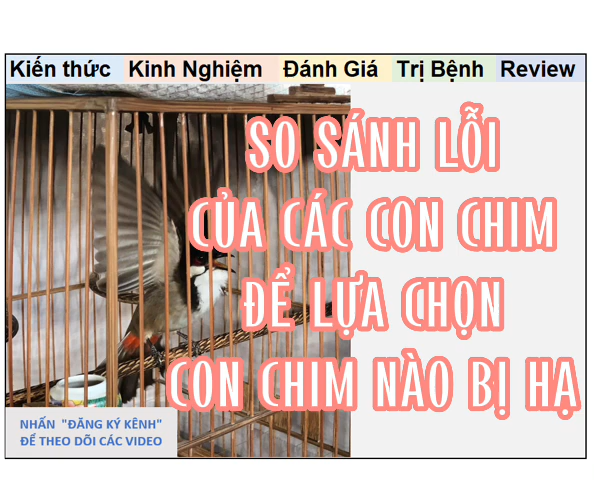 Kiến thức Kinh Nghiệm Đánh Giá Trị Bệnh Review
SO SÁNH LỖI
CỦA CÁC CON CHIM
ĐỂ LỰA CHỌN
CON CHIM NÀO BỊ HẠ
NHẤN "ĐĂNG KÝ KÊNH"
ĐỂ THEO DÕI CÁC VIDEO